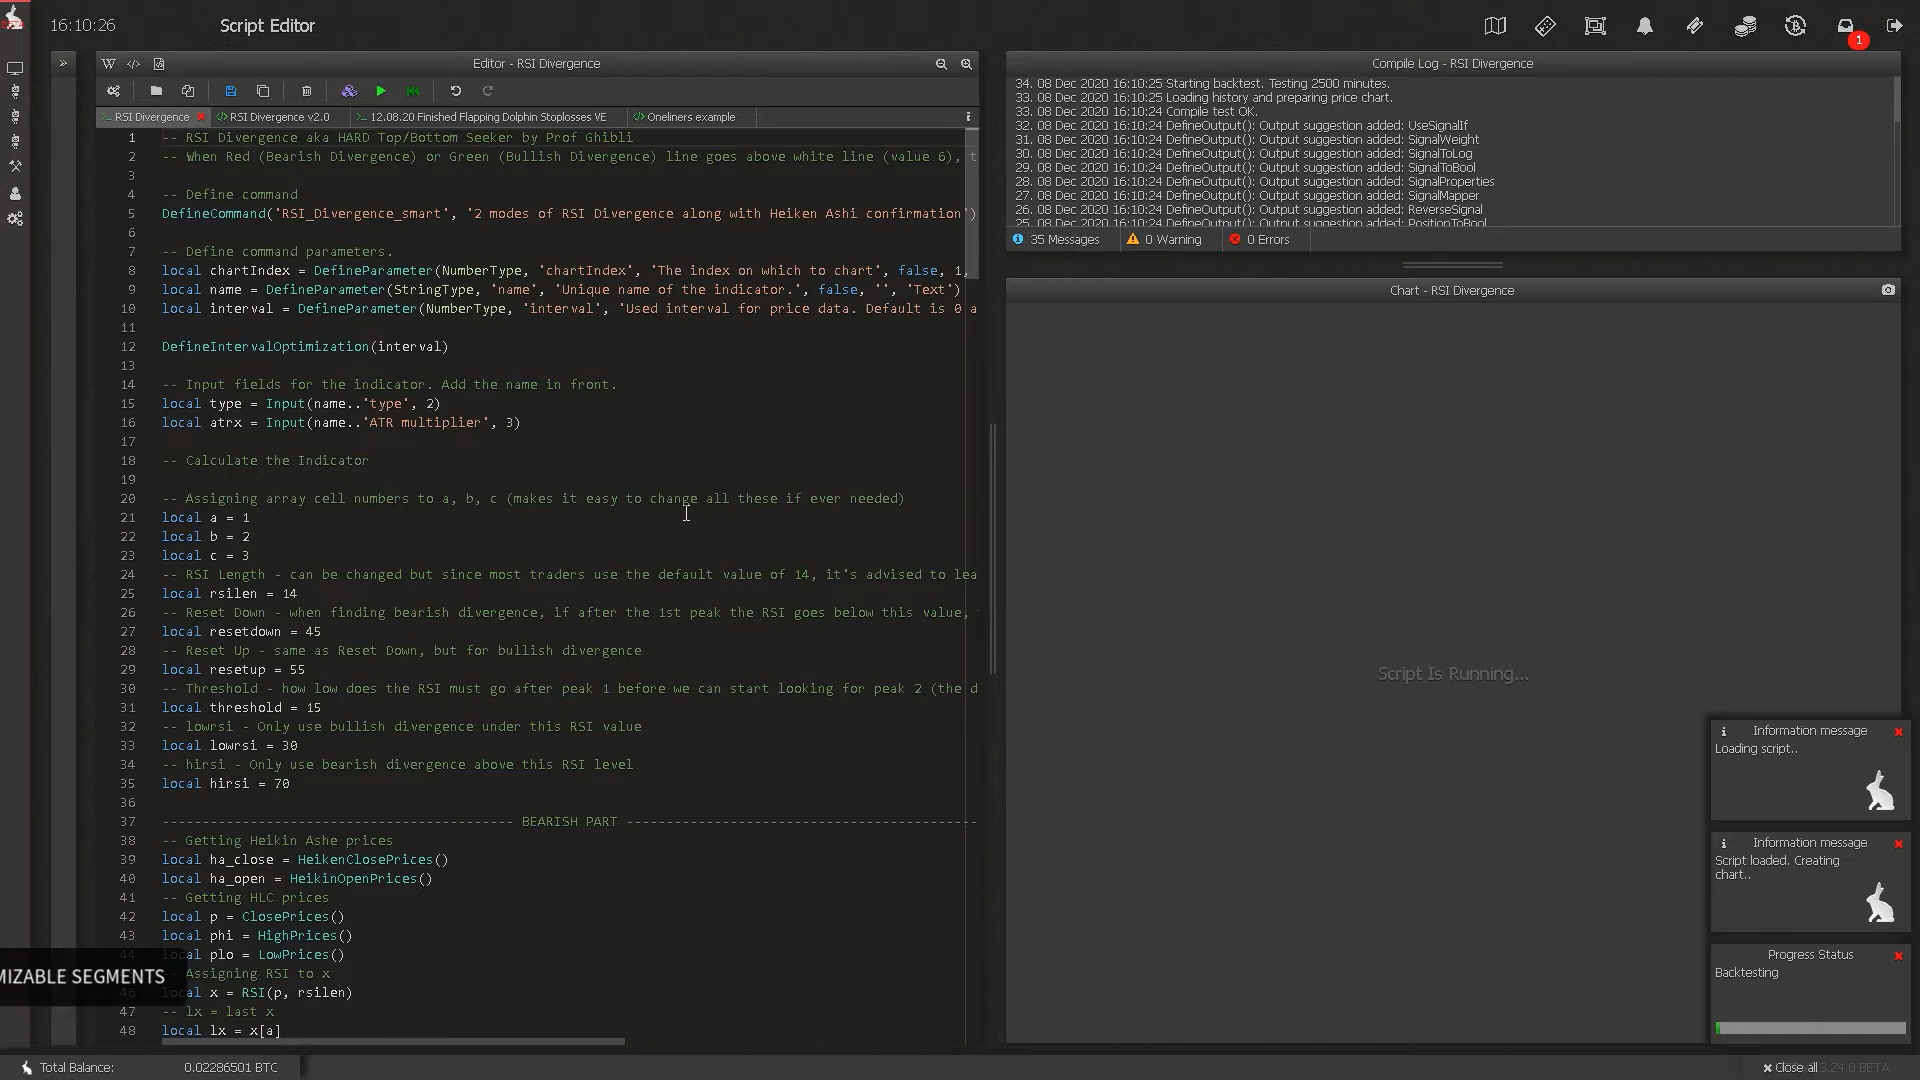 BETA
16:10:26
Script Editor
1
Editor - RSI Divergence
RSI Divergence
RSI Divergence v2.0
12.08.20 Finished Flapping Dolphin Stoplosses VE
Oneliners example
1 -- RSI Divergence aka HARD Top/Bottom Seeker by Prof Ghibli
2 -- When Red (Bearish Divergence) or Green (Bullish Divergence) line goes above white line (value 6), t
3
4 -- Define command
5 DefineCommand('RSI_Divergence_smart', '2 modes of RSI Divergence along with Heiken Ashi confirmation')
6
7 -- Define command parameters.
8 local chartIndex = DefineParameter(NumberType, 'chartIndex', 'The index on which to chart', false, 1,
9 local name = DefineParameter(StringType, 'name', 'Unique name of the indicator.', false, '', 'Text')
10 local interval = DefineParameter(NumberType, 'interval', 'Used interval for price data. Default is 0 a
11
12 DefineIntervalOptimization(interval)
13
14 -- Input fields for the indicator. Add the name in front.
15 local type = Input(name..'type', 2)
16 local atrx = Input(name..'ATR multiplier', 3)
17
18 -- Calculate the Indicator
19
20 -- Assigning array cell numbers to a, b, c (makes it easy to change all these if ever needed)
21 local a = 1
22 local b = 2
23 local c = 3
24 -- RSI Length - can be changed but since most traders use the default value of 14, it's advised to lea
25 local rsilen = 14
26 -- Reset Down - when finding bearish divergence, if after the 1st peak the RSI goes below this value,
27 local resetdown = 45
28 -- Reset Up - same as Reset Down, but for bullish divergence
29 local resetup = 55
30 -- Threshold - how low does the RSI must go after peak 1 before we can start looking for peak 2 (the d
31 local threshold = 15
32 -- lowrsi - Only use bullish divergence under this RSI value
33 local lowrsi = 30
34 -- hirsi - Only use bearish divergence above this RSI level
35 local hirsi = 70
36
37 -------------------------------------------- BEARISH PART --------------------------------------------
38 -- Getting Heikin Ashe prices
39 local ha_close = HeikenClosePrices()
40 local ha_open = HeikinOpenPrices()
41 -- Getting HLC prices
42 local p = ClosePrices()
43 local phi = HighPrices()
44 local plo = LowPrices()
Assigning RSI to x
46 local x = RSI(p, rsilen)
47 -- lx = last x
48 local lx = x[a]
MIZABLE SEGMENTS
Compile Log - RSI Divergence
34. 08 Dec 2020 16:10:25 Starting backtest. Testing 2500 minutes.
33. 08 Dec 2020 16:10:25 Loading history and preparing price chart.
33. 08 Dec 2020 16:10:24 Compile test OK.
32. 08 Dec 2020 16:10:24 DefineOutput(): Output suggestion added: UseSignalIf
31. 08 Dec 2020 16:10:24 DefineOutput(): Output suggestion added: SignalWeight
30. 08 Dec 2020 16:10:24 DefineOutput(): Output suggestion added: SignalToLog
29. 08 Dec 2020 16:10:24 DefineOutput(): Output suggestion added: SignalToBool
28. 08 Dec 2020 16:10:24 DefineOutput(): Output suggestion added: SignalProperties
27. 08 Dec 2020 16:10:24 DefineOutput(): Output suggestion added: SignalMapper
26. 08 Dec 2020 16:10:24 DefineOutput(): Output suggestion added: ReverseSignal
25. 08 Dec 2020 16:10:24 DefineOutput(): Output suggestion added: PositionToBool
35 Messages
0 Warning
0 Errors
Chart - RSI Divergence
Script Is Running...
Information message
Loading script..
Information message
Script loaded. Creating
chart..
Progress Status
Backtesting
Total Balance: 0.02286501 BTC
Close all
3.24.0 BETA